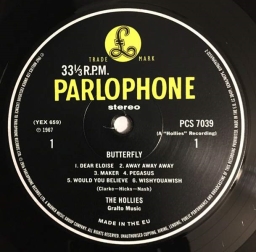 £
TRADE MARK
33⅓ R.P.M.
PARLOPHONE
stereo
(YEX 659)
℗ 1967
1
PCS 7039
(A "Hollies" Recording)
1
BUTTERFLY
1. DEAR ELOISE 2. AWAY AWAY AWAY
3. MAKER 4. PEGASUS
5. WOULD YOU BELIEVE 6. WISHYOUAWISH
(Clarke-Hicks-Nash)
THE HOLLIES
Gralto Music
MADE IN THE EU